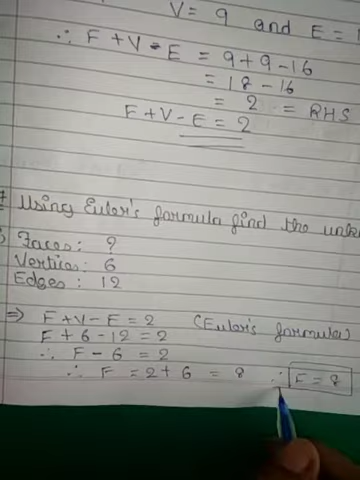 V = 9 and E =
∴ F + V - E = 9 + 9 - 16
= 18 - 16
= 2 = RHS
F + V - E = 2
Using Euler's formula find the
Faces : ?
Vertices : 6
Edges : 12
⇒ F + V - E = 2 (Euler's formula)
F + 6 - 12 = 2
∴ F - 6 = 2
∴ F = 2 + 6 = 8 ∴ F = 8